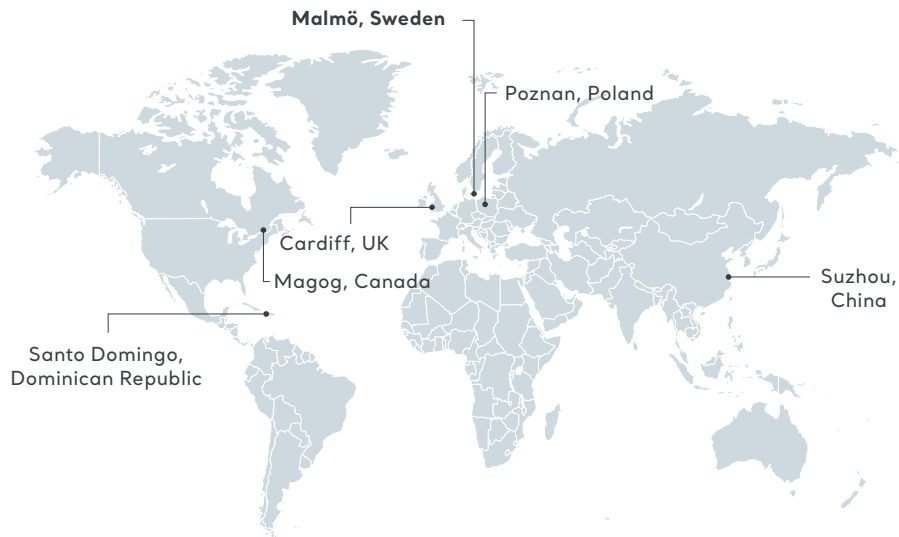 Malmö, Sweden
Poznan, Poland
Cardiff, UK
Magog, Canada
Suzhou,
China
Santo Domingo,
Dominican Republic